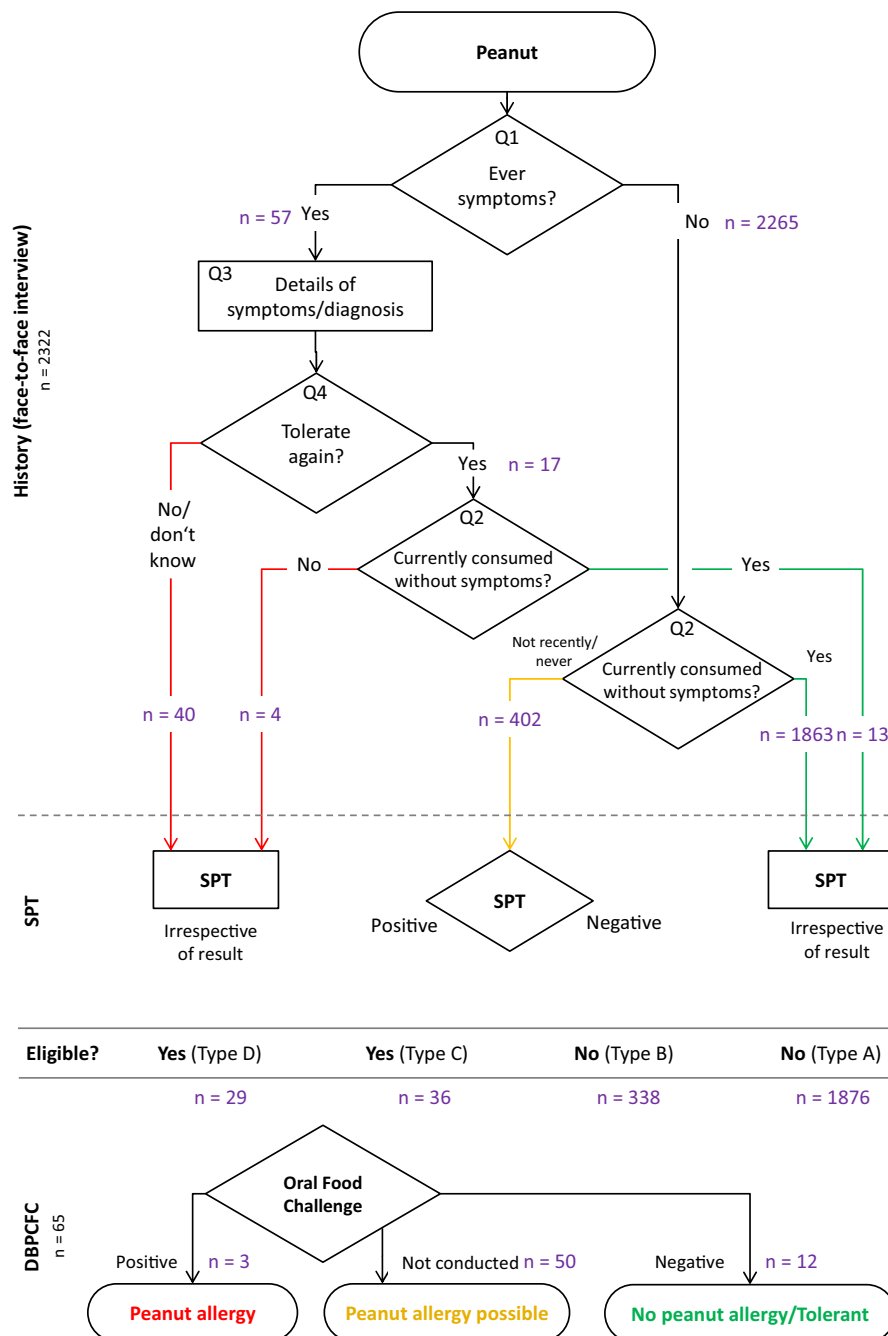 Peanut
Q1
Ever
symptoms?
n = 57 Yes
No n = 2265
Q3
Details of
symptoms/diagnosis
History (face-to-face interview)
n = 2322
Q4
Tolerate
again?
Yes n = 17
No/
don‘t
know
Q2
Currently consumed
without symptoms?
No
Yes
Not recently/
never
Q2
Currently consumed
without symptoms?
Yes
n = 40
n = 4
n = 402
n = 1863
n = 13
SPT
SPT
Irrespective
of result
Positive
SPT
Negative
SPT
Irrespective
of result
Eligible? Yes (Type D) Yes (Type C) No (Type B) No (Type A)
n = 29 n = 36 n = 338 n = 1876
DBPCFC
n = 65
Oral Food
Challenge
Positive n = 3
Not conducted n = 50
Negative n = 12
Peanut allergy
Peanut allergy possible
No peanut allergy/Tolerant